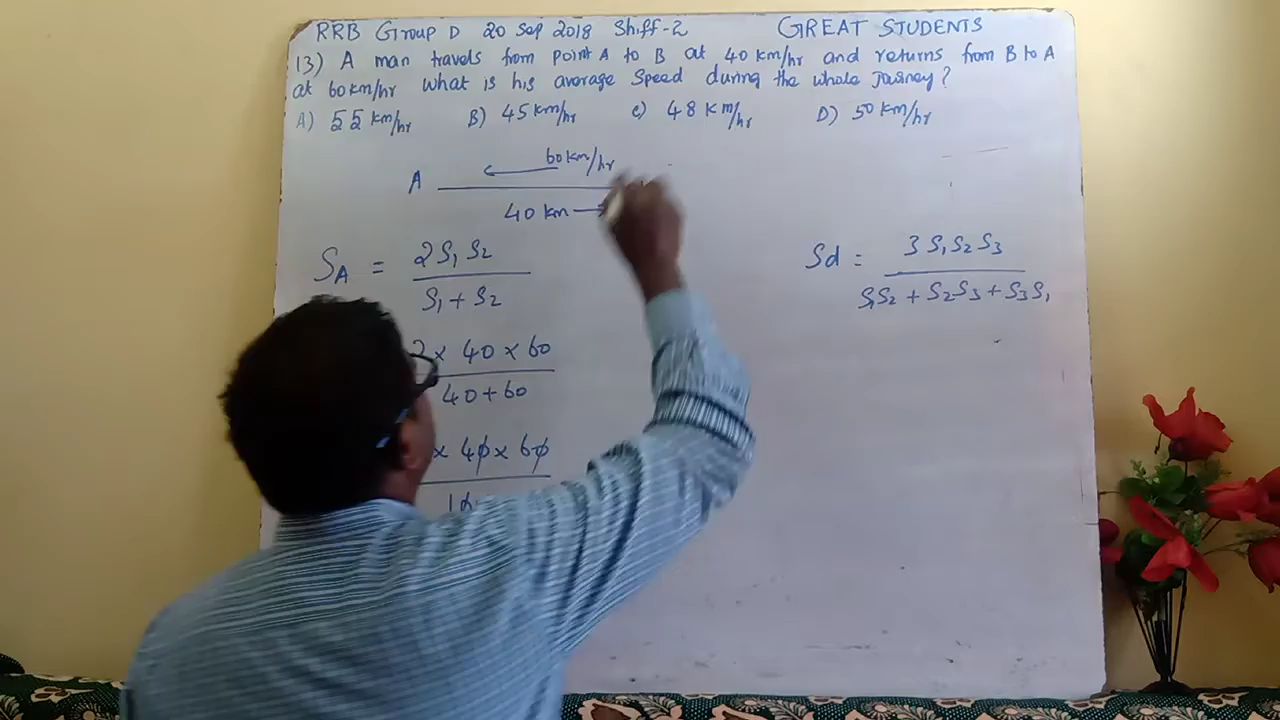 RRB Group D 20 Sep 2018 Shiff-2 GREAT STUDENTS
13) A man travels from point A to B at 40 km/hr and returns from B to A
at 60 km/hr what is his average Speed during the whole Journey?
A) 55 km/hr B) 45 km/hr C) 48 Km/hr D) 50 km/hr
60 km/hr
A
40 km
SA = 2 S1 S2 / S1 + S2
Sd = 3 S1 S2 S3 / S1S2 + S2S3 + S3S1
2 x 40 x 60
40 + 60
x 40 x 60